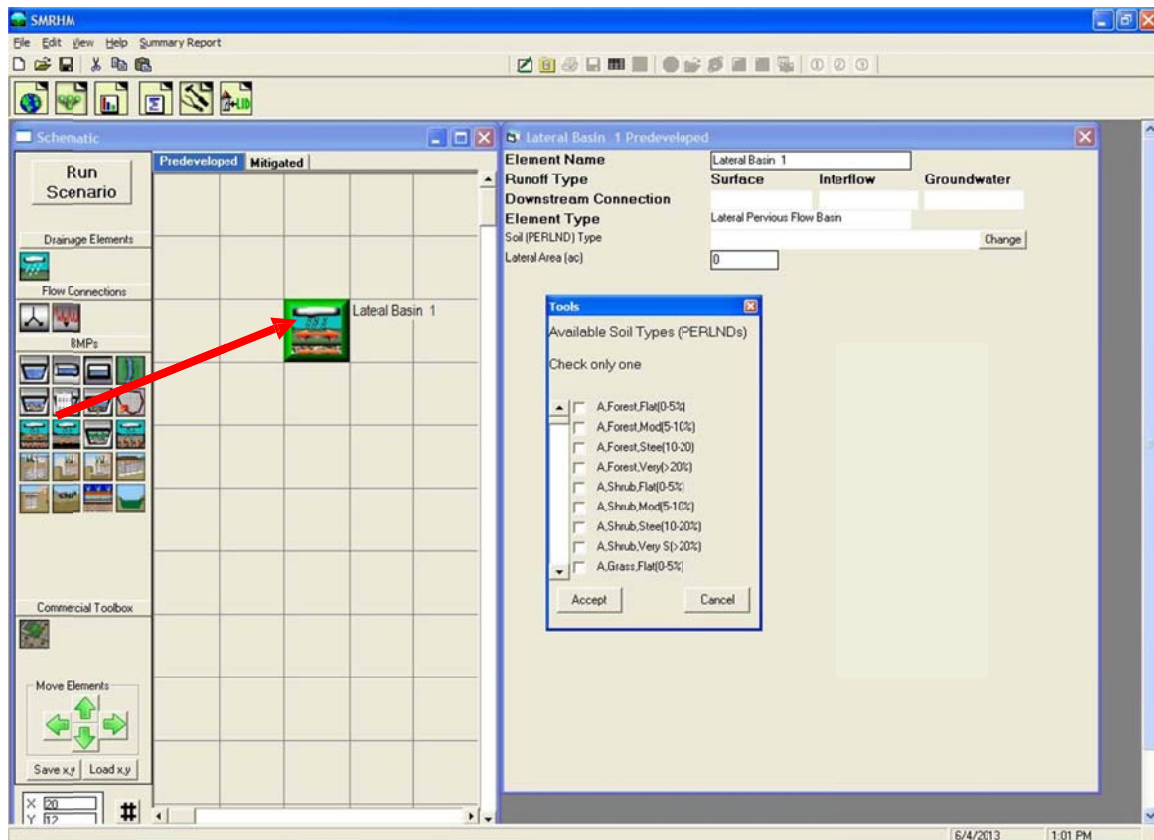 SMRHM
File Edit View Help Summary Report
Schematic
Run
Scenario
Predeveloped Mitigated
Drainage Elements
Flow Connections
BMPs
Lateal Basin 1
Commercial Toolbox
Move Elements
Save x,y Load x,y
X 20
Y 12
#
Lateral Basin 1 Predeveloped
Element Name Lateral Basin 1
Runoff Type Surface Interflow Groundwater
Downstream Connection
Element Type Lateral Pervious Flow Basin
Soil (PERLND) Type Change
Lateral Area (ac) 0
Tools
Available Soil Types (PERLNDs)
Check only one
A,Forest,Flat(0-5%)
A,Forest,Mod(5-10%)
A,Forest,Stee(10-20)
A,Forest,Very(>20%)
A,Shrub,Flat(0-5%)
A,Shrub,Mod(5-10%)
A,Shrub,Stee(10-20%)
A,Shrub,Very S(>20%)
A,Grass,Flat(0-5%)
Accept Cancel
6/4/2013 1:01 PM